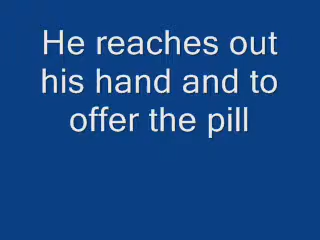 He reaches out
his hand and to
offer the pill